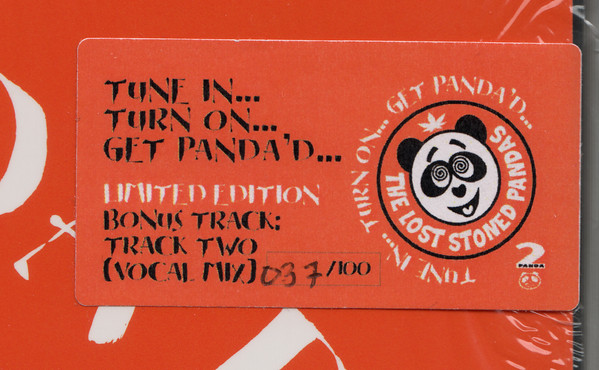 TUNE IN...
TURN ON...
GET PANDA'D...
LIMITED EDITION
BONUS TRACK:
TRACK TWO
(VOCAL MIX) 037/100
TUNE IN... TURN ON... GET PANDA'D...
THE LOST STONED PANDAS
PANDA